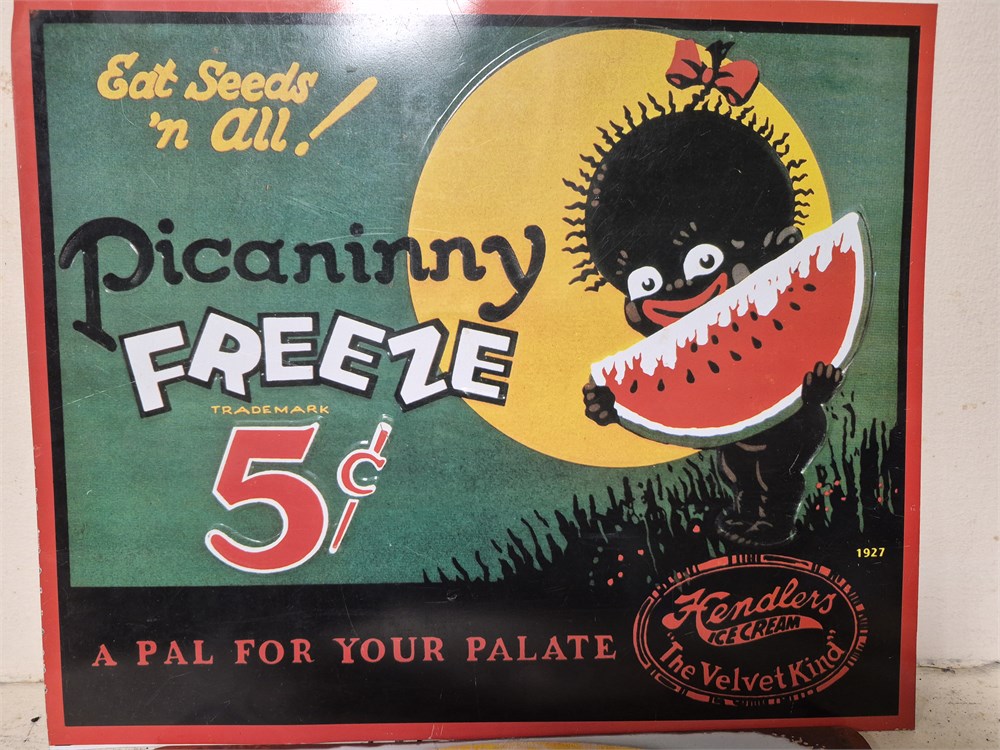 Eat Seeds
'n all!
Picaninny
FREEZE
TRADEMARK
5¢
1927
Hendlers
ICE CREAM
"The Velvet Kind"
A PAL FOR YOUR PALATE